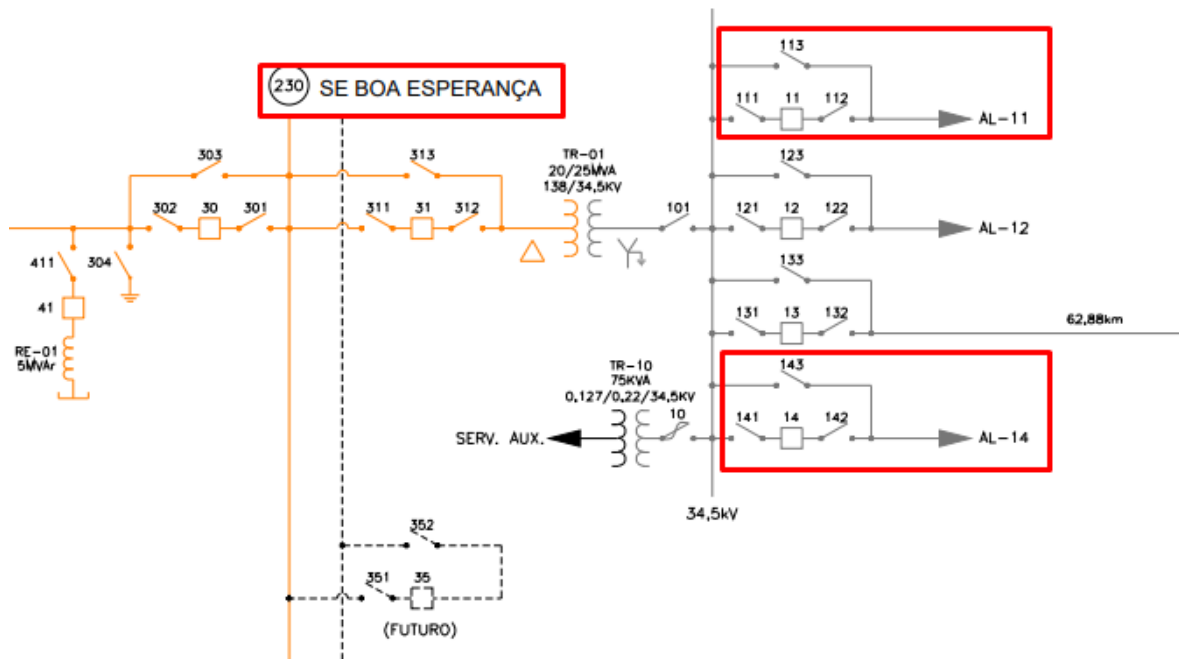 230 SE BOA ESPERANÇA
113
111 11 112
AL-11
303
313
TR-01
20/25MVA
138/34,5KV
123
302 30 301
311 31 312
101
121 12 122
AL-12
411
304
133
41
131 13 132
62,88km
RE-01
5MVAr
TR-10
75KVA
0,127/0,22/34,5KV
143
10
141 14 142
SERV. AUX.
AL-14
34,5kV
352
351 35
(FUTURO)